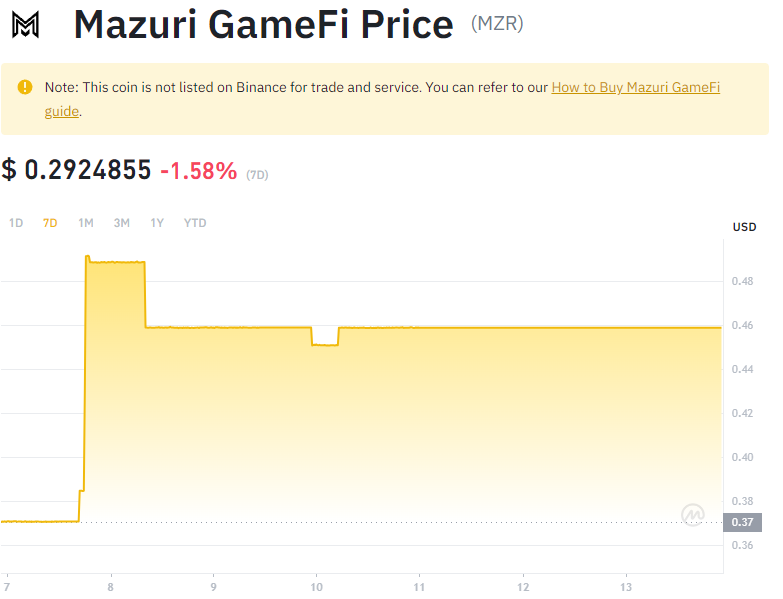 Mazuri GameFi Price (MZR)
Note: This coin is not listed on Binance for trade and service. You can refer to our How to Buy Mazuri GameFi
guide.
$ 0.2924855 -1.58% (7D)
1D 7D 1M 3M 1Y YTD
USD
0.48
0.46
0.44
0.42
0.40
0.38
0.37
0.36
7 8 9 10 11 12 13